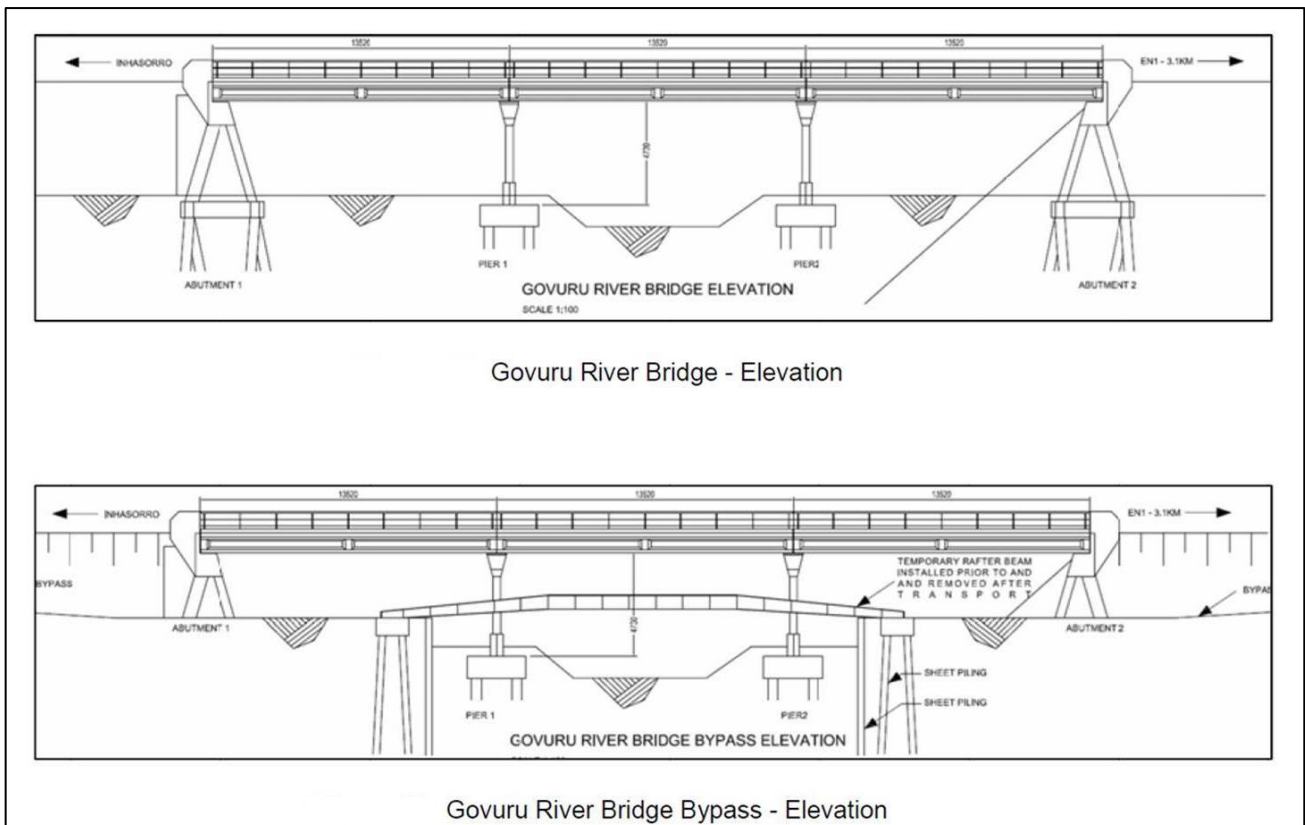 13520 13520 13520
INHASORRO
EN1 - 3.1KM
4730
PIER 1
PIER2
ABUTMENT 1
ABUTMENT 2
GOVURU RIVER BRIDGE ELEVATION
SCALE 1;100
Govuru River Bridge - Elevation
13520 13520 13520
INHASORRO
EN1 - 3.1KM
TEMPORARY RAFTER BEAM
INSTALLED PRIOR TO AND
AND REMOVED AFTER
TRANSPORT
BYPASS
BYPAS
ABUTMENT 1
ABUTMENT 2
4730
SHEET PILING
SHEET PILING
PIER 1
PIER2
GOVURU RIVER BRIDGE BYPASS ELEVATION
Govuru River Bridge Bypass - Elevation